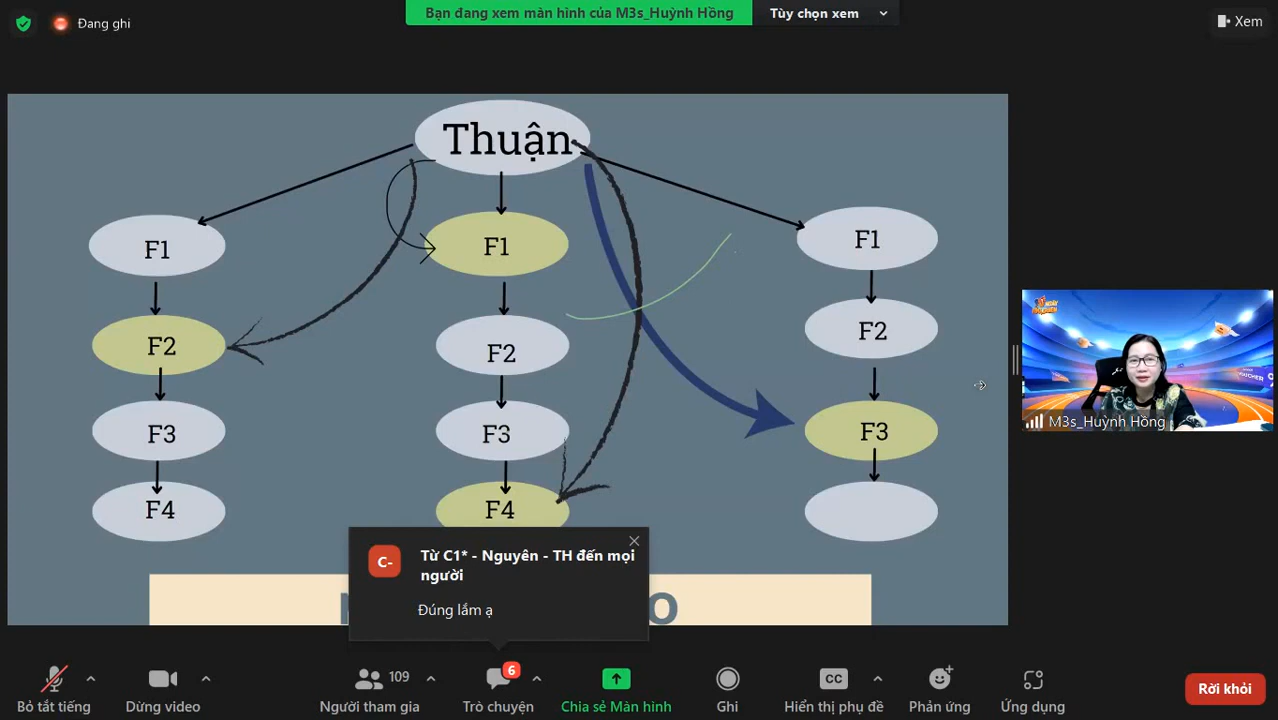 Đang ghi
Bạn đang xem màn hình của M3s_Huỳnh Hồng
Tùy chọn xem
Xem
Thuận
F1
F1
F1
F2
F2
F2
F3
F3
F3
F4
F4
M3s_Huỳnh Hồng
C-
Từ C1* - Nguyên - TH đến mọi
người
Đúng lắm ạ
Bỏ tắt tiếng
Dừng video
109
Người tham gia
6
Trò chuyện
Chia sẻ Màn hình
Ghi
CC
Hiển thị phụ đề
Phản ứng
Ứng dụng
Rời khỏi